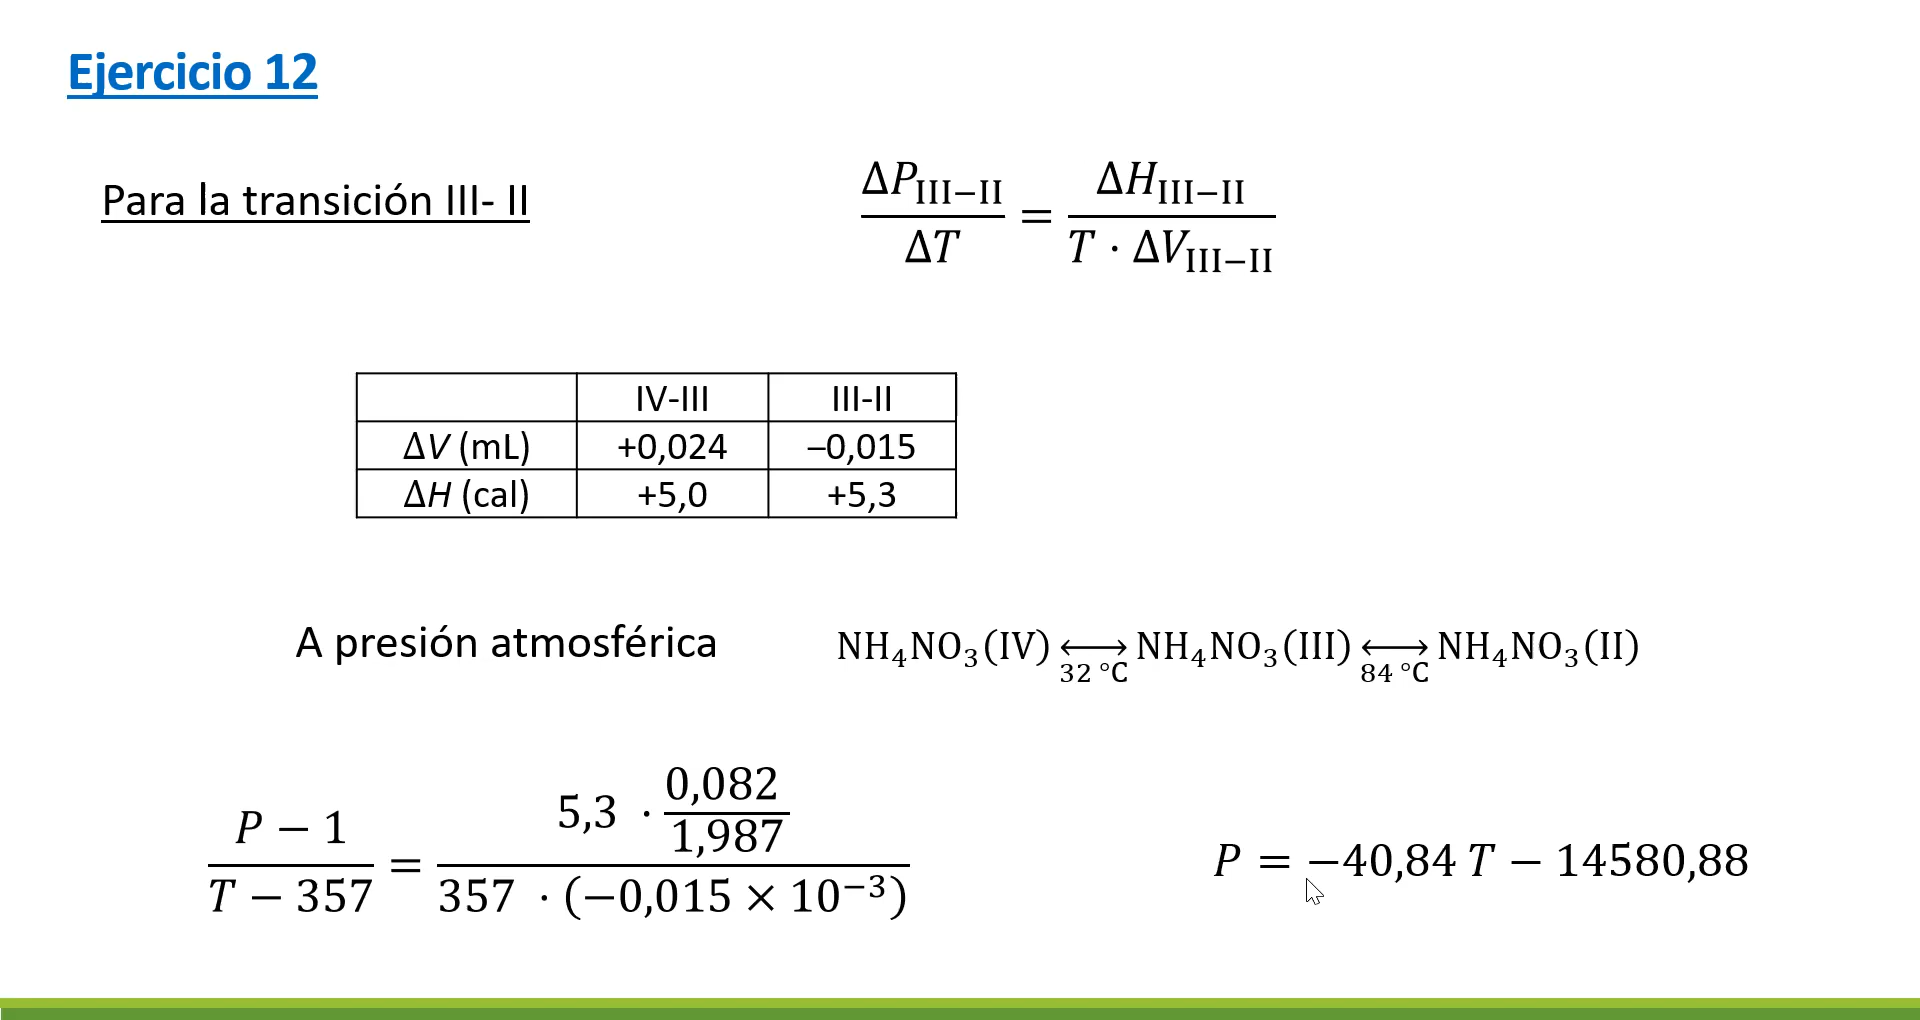 Ejercicio 12
Para la transición III- II
ΔP_III−II / ΔT = ΔH_III−II / T · ΔV_III−II
IV-III III-II
ΔV (mL) +0,024 –0,015
ΔH (cal) +5,0 +5,3
A presión atmosférica
NH₄NO₃(IV) ⟷ 32 °C NH₄NO₃(III) ⟷ 84 °C NH₄NO₃(II)
P − 1 / T − 357 = 5,3 · 0,082 / 1,987 / 357 · (−0,015 × 10⁻³)
P = −40,84 T − 14580,88